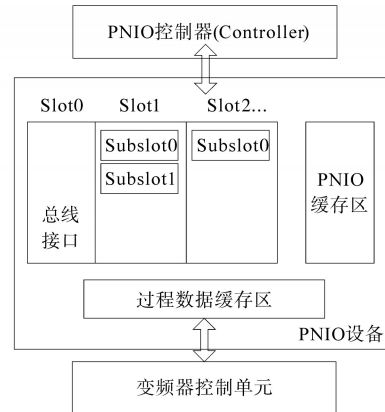 PNIO控制器(Controller)
Slot0 Slot1 Slot2...
Subslot0 Subslot0
Subslot1
总线
接口
PNIO
缓存区
过程数据缓存区
PNIO设备
变频器控制单元